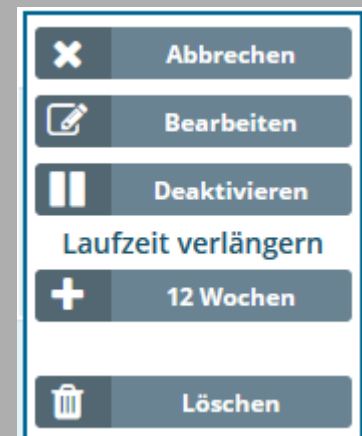 Abbrechen
Bearbeiten
Deaktivieren
Laufzeit verlängern
12 Wochen
Löschen